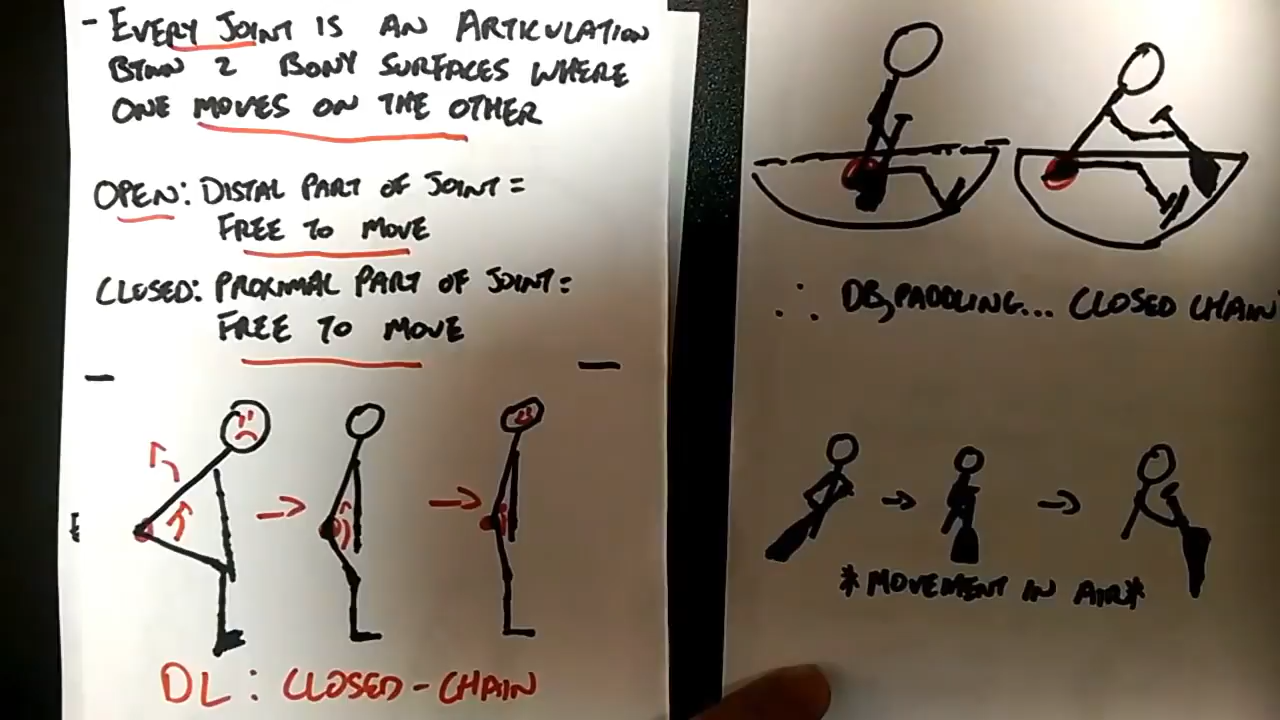 - EVERY JOINT IS AN ARTICULATION
BTWN 2 BONY SURFACES WHERE
ONE MOVES ON THE OTHER
OPEN: DISTAL PART OF JOINT =
FREE TO MOVE
CLOSED: PROXIMAL PART OF JOINT =
FREE TO MOVE
DL: CLOSED-CHAIN
∴ DB, PADDLING... CLOSED CHAIN
*MOVEMENT IN AIR*